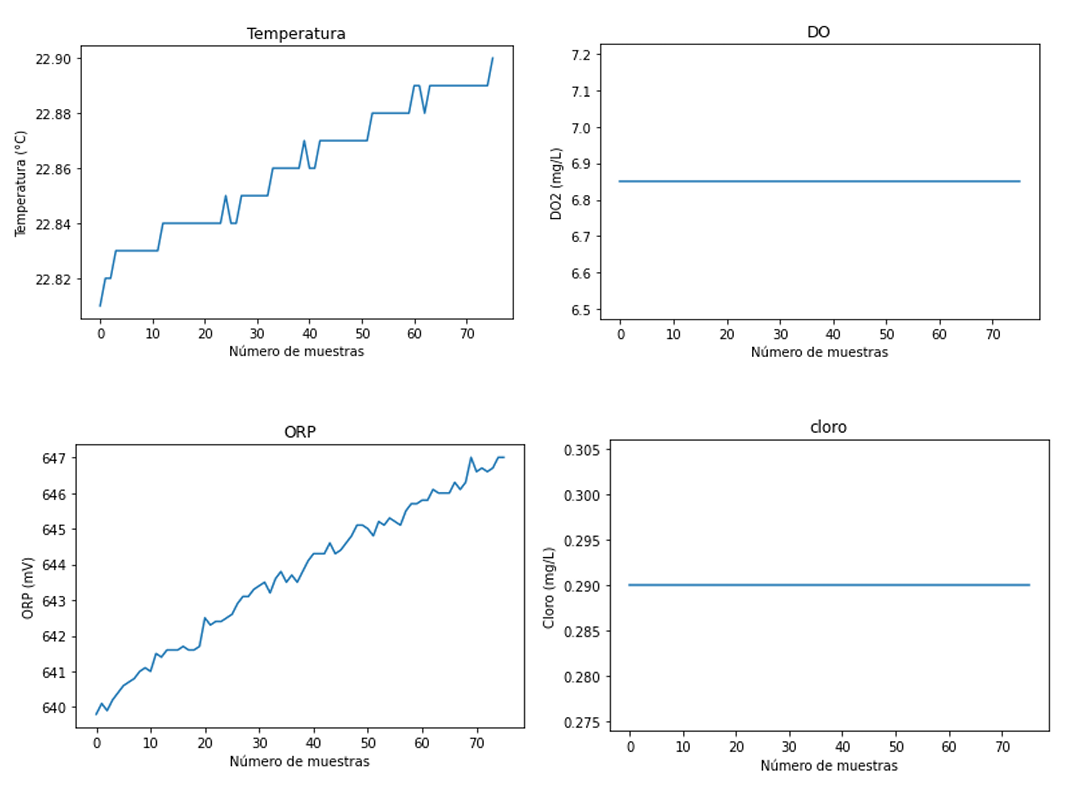 Temperatura
22.90
22.88
22.86
22.84
22.82
Temperatura (°C)
0 10 20 30 40 50 60 70
Número de muestras
DO
7.2
7.1
7.0
6.9
6.8
6.7
6.6
6.5
DO2 (mg/L)
0 10 20 30 40 50 60 70
Número de muestras
ORP
647
646
645
644
643
642
641
640
ORP (mV)
0 10 20 30 40 50 60 70
Número de muestras
cloro
0.305
0.300
0.295
0.290
0.285
0.280
0.275
Cloro (mg/L)
0 10 20 30 40 50 60 70
Número de muestras